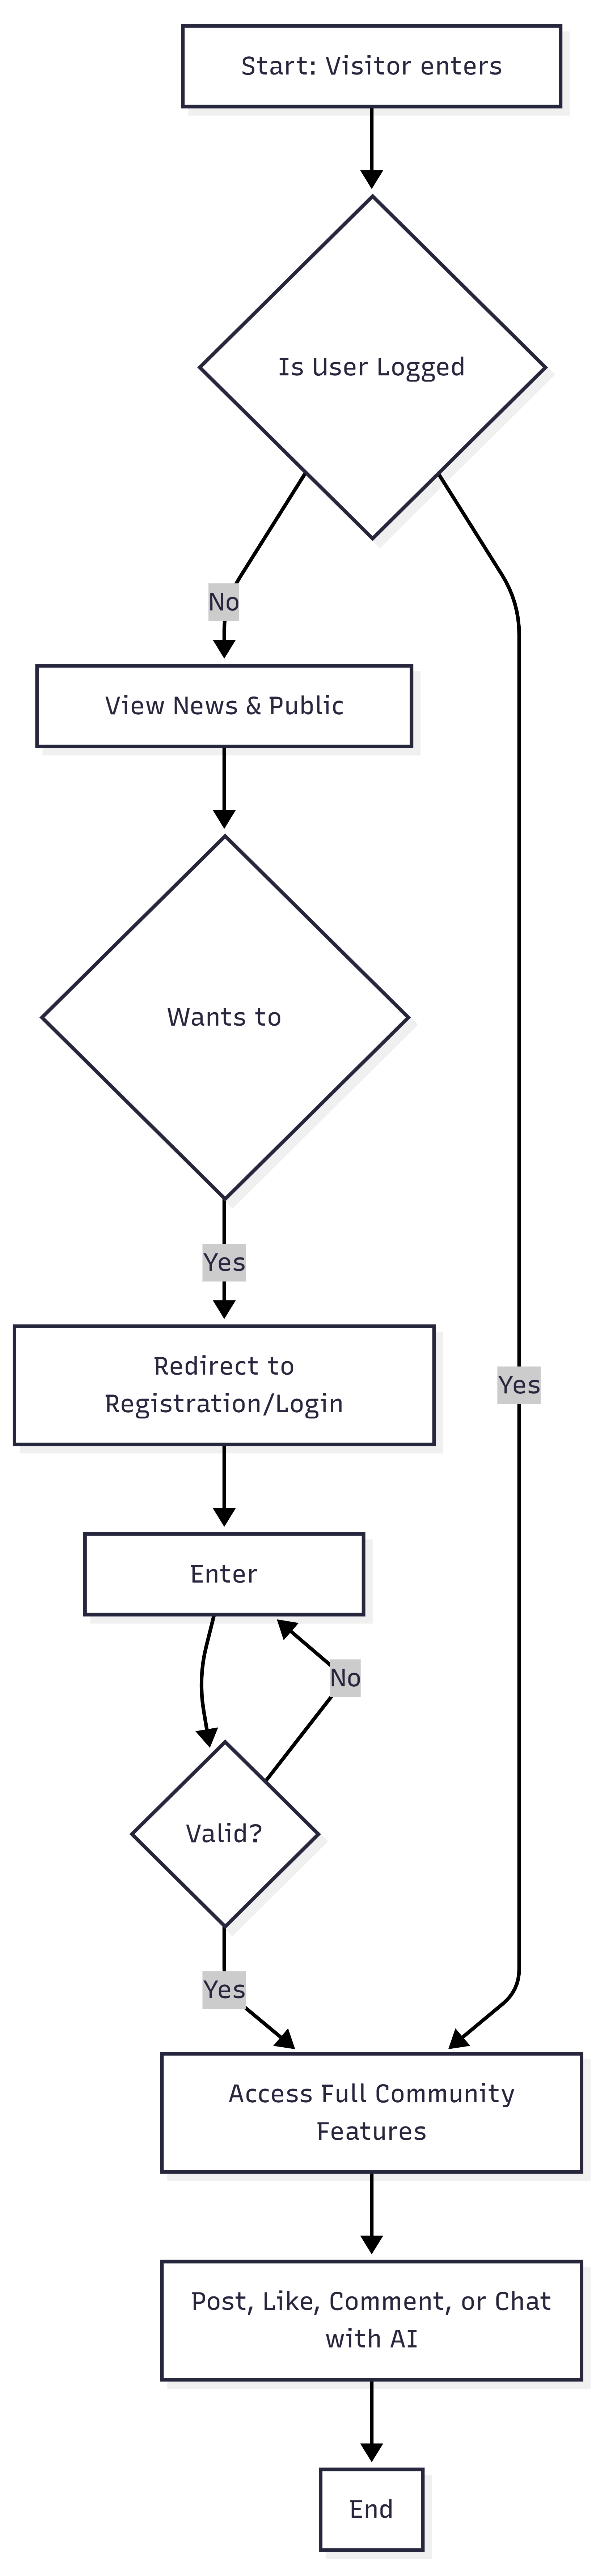 Start: Visitor enters
Is User Logged
No
View News & Public
Wants to
Yes
Redirect to
Registration/Login
Yes
Enter
No
Valid?
Yes
Access Full Community
Features
Post, Like, Comment, or Chat
with AI
End